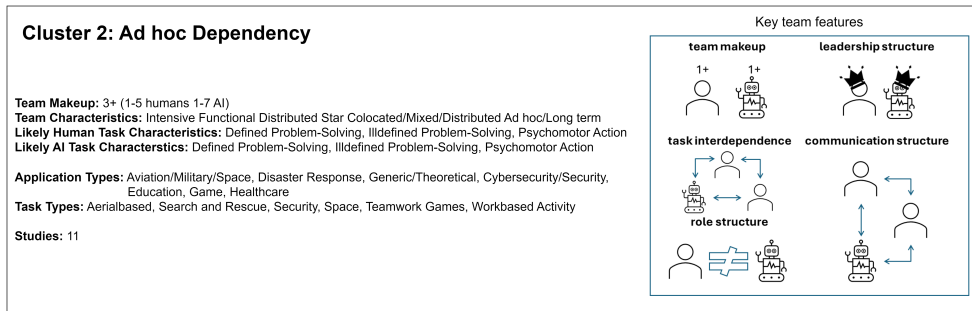 Cluster 2: Ad hoc Dependency
Team Makeup: 3+ (1-5 humans 1-7 AI)
Team Characteristics: Intensive Functional Distributed Star Colocated/Mixed/Distributed Ad hoc/Long term
Likely Human Task Characteristics: Defined Problem-Solving, Illdefined Problem-Solving, Psychomotor Action
Likely AI Task Characterstics: Defined Problem-Solving, Illdefined Problem-Solving, Psychomotor Action
Application Types: Aviation/Military/Space, Disaster Response, Generic/Theoretical, Cybersecurity/Security,
Education, Game, Healthcare
Task Types: Aerialbased, Search and Rescue, Security, Space, Teamwork Games, Workbased Activity
Studies: 11
Key team features
team makeup
1+ 1+
leadership structure
task interdependence
communication structure
role structure